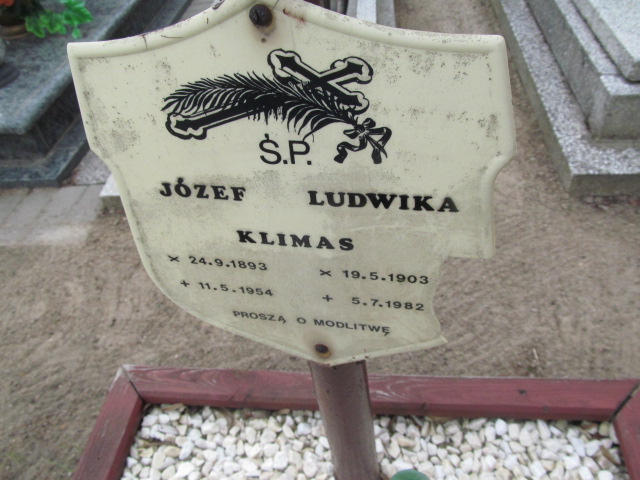 Ś.P.
JÓZEF LUDWIKA
KLIMAS
× 24.9.1893 × 19.5.1903
+ 11.5.1954 + 5.7.1982
PROSZĄ O MODLITWĘ